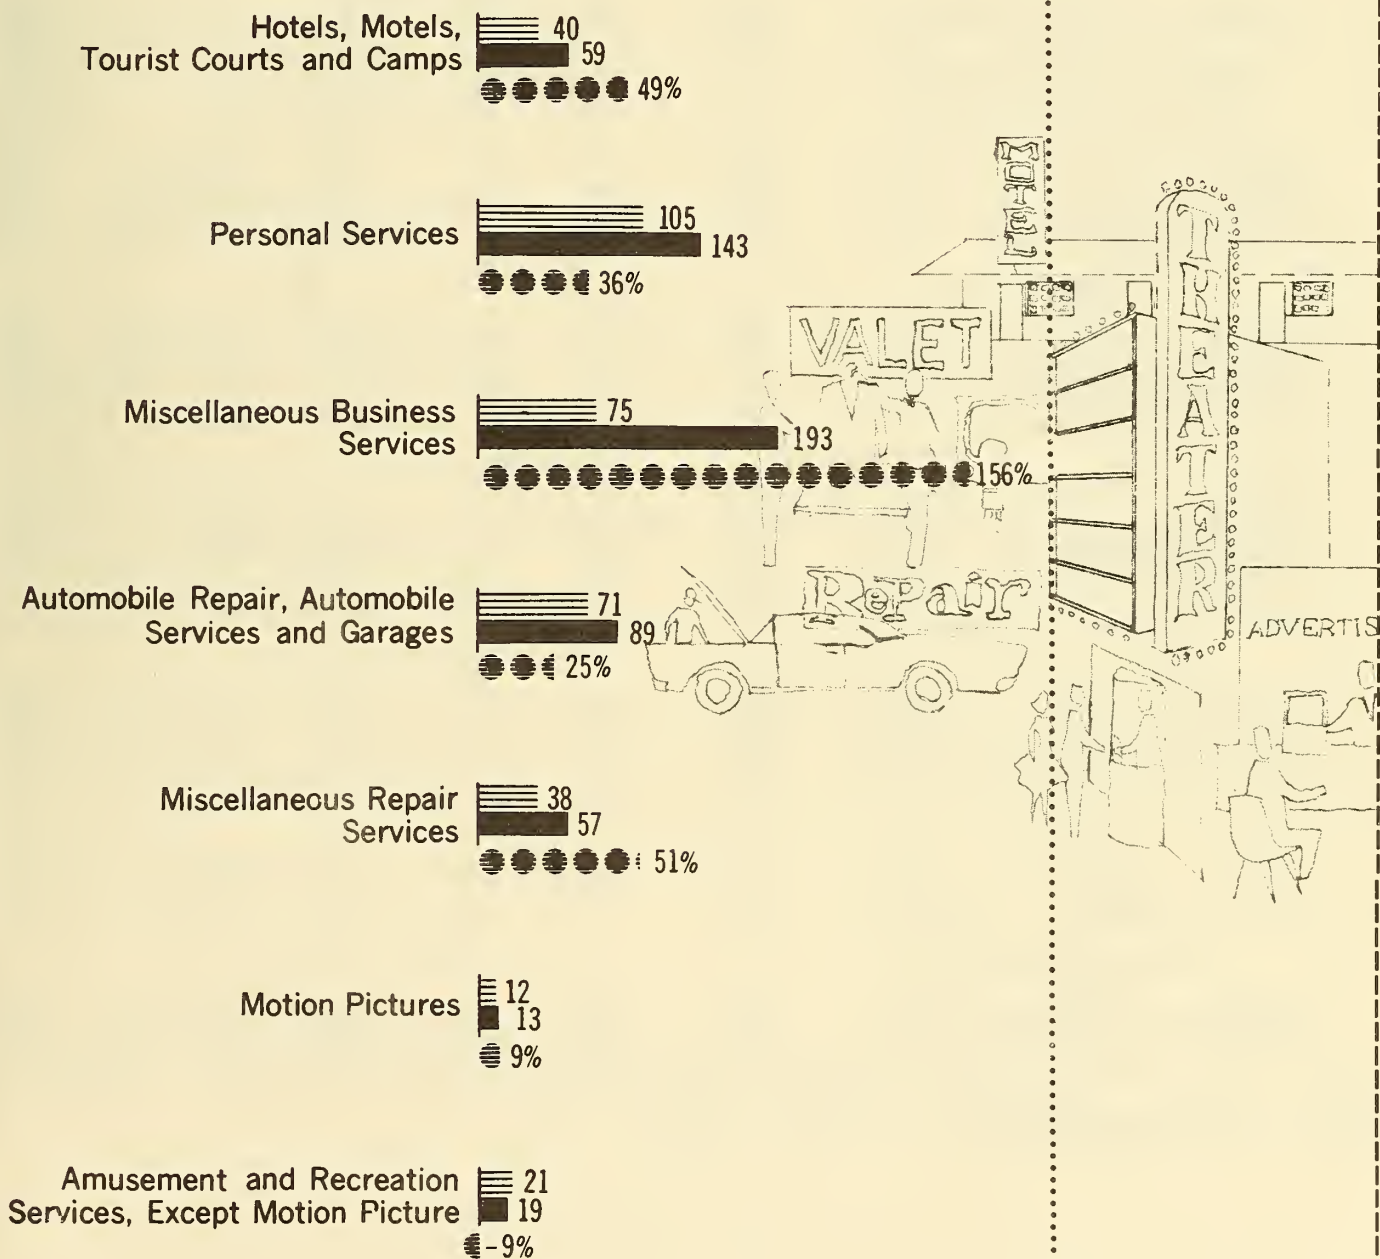 Hotels, Motels,
Tourist Courts and Camps
40
59
49%
MOTEL
Personal Services
105
143
36%
THEATER
VALET
Miscellaneous Business
Services
75
193
156%
Automobile Repair, Automobile
Services and Garages
71
89
25%
RePair
ADVERTIS
Miscellaneous Repair
Services
38
57
51%
Motion Pictures
12
13
9%
Amusement and Recreation
Services, Except Motion Picture
21
19
-9%